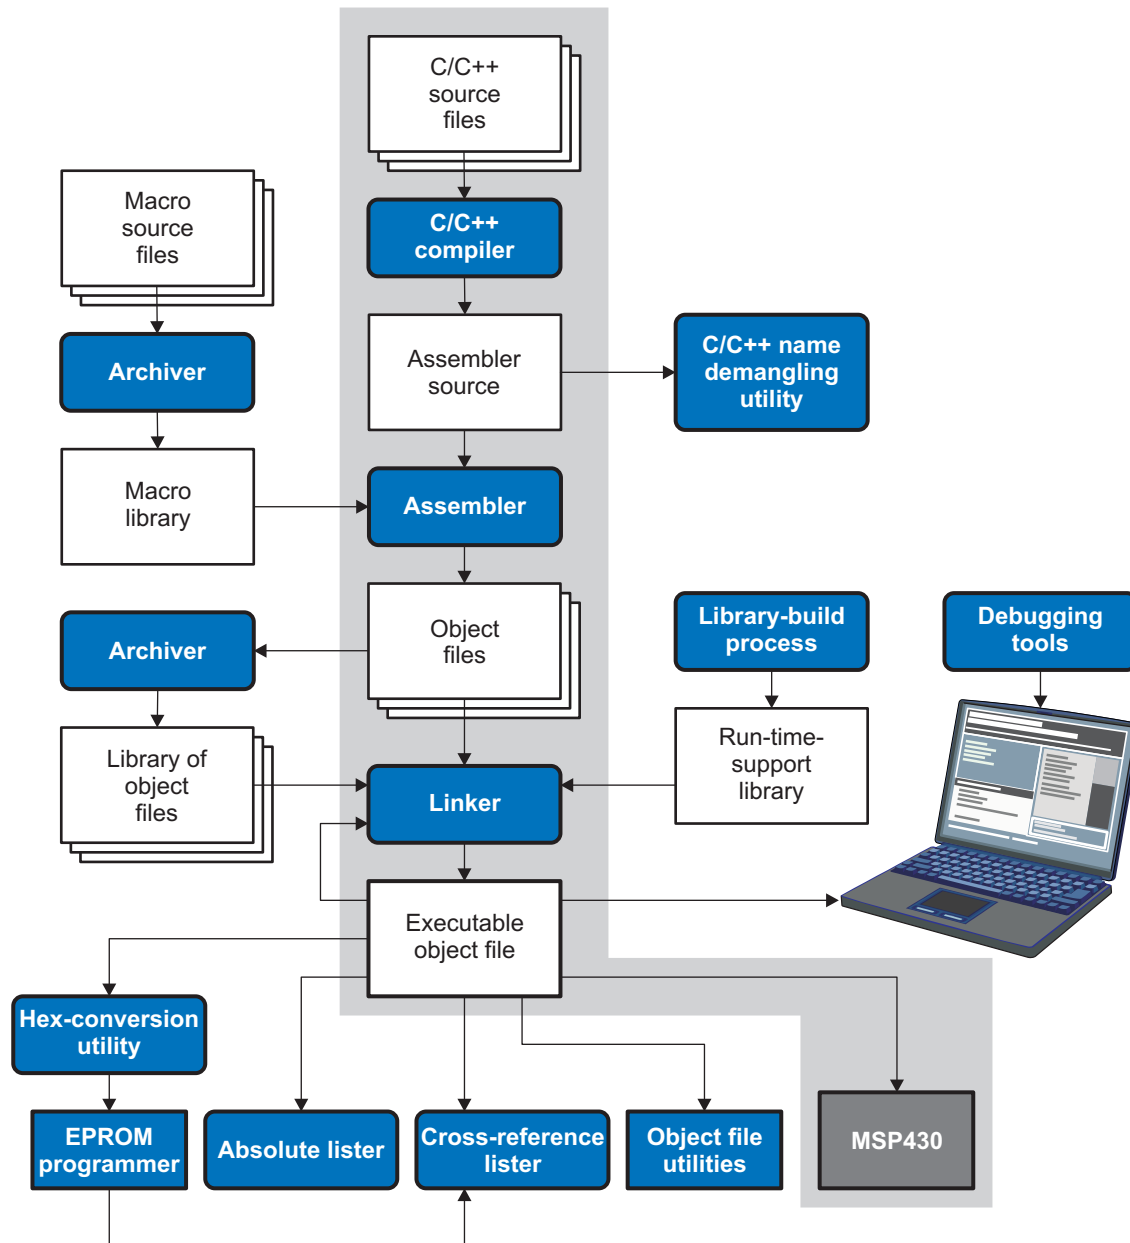 C/C++
source
files
Macro
source
files
C/C++
compiler
Archiver
Assembler
source
C/C++ name
demangling
utility
Macro
library
Assembler
Archiver
Object
files
Library-build
process
Debugging
tools
Library of
object
files
Linker
Run-time-
support
library
Executable
object file
Hex-conversion
utility
EPROM
programmer
Absolute lister
Cross-reference
lister
Object file
utilities
MSP430